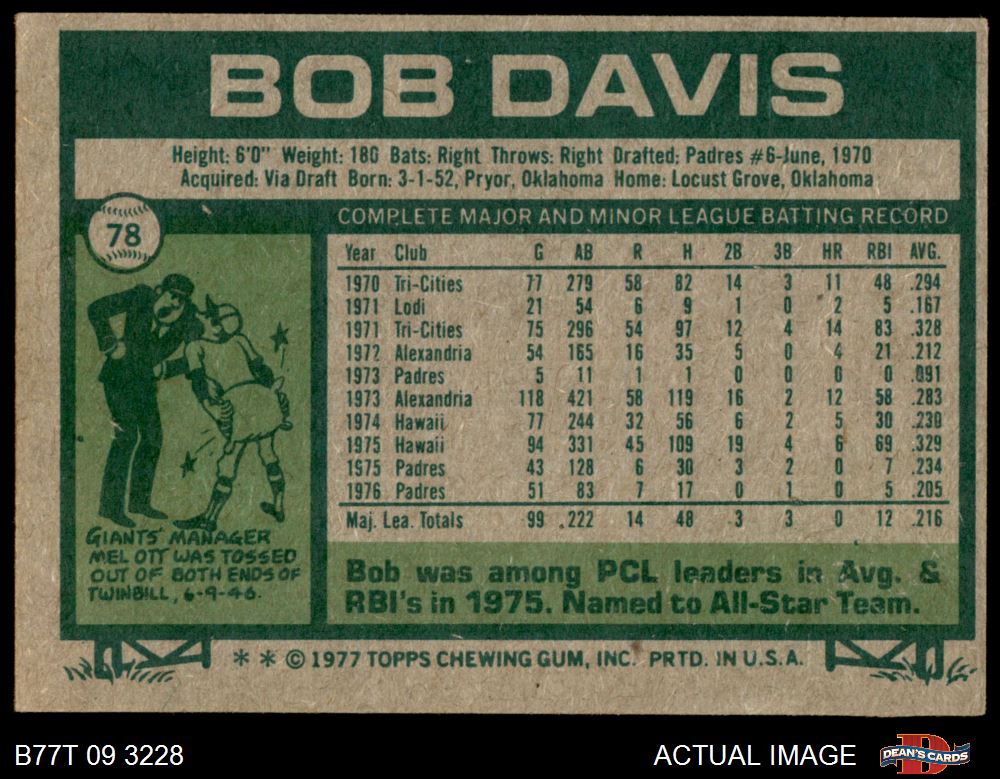 BOB DAVIS
Height: 6'0" Weight: 180 Bats: Right Throws: Right Drafted: Padres #6-June, 1970
Acquired: Via Draft Born: 3-1-52, Pryor, Oklahoma Home: Locust Grove, Oklahoma
78
COMPLETE MAJOR AND MINOR LEAGUE BATTING RECORD
Year Club G AB R H 2B 3B HR RBI AVG.
1970 Tri-Cities 77 279 58 82 14 3 11 48 .294
1971 Lodi 21 54 6 9 1 0 2 5 .167
1971 Tri-Cities 75 296 54 97 12 4 14 83 .328
1972 Alexandria 54 165 16 35 5 0 4 21 .212
1973 Padres 5 11 1 1 0 0 0 0 .091
1973 Alexandria 118 421 58 119 16 2 12 58 .283
1974 Hawaii 77 244 32 56 6 2 5 30 .230
1975 Hawaii 94 331 45 109 19 4 6 69 .329
1975 Padres 43 128 6 30 3 2 0 7 .234
1976 Padres 51 83 7 17 0 1 0 5 .205
Maj. Lea. Totals 99 222 14 48 3 3 0 12 .216
GIANTS' MANAGER
MEL OTT WAS TOSSED
OUT OF BOTH ENDS OF
TWINBILL, 6-9-46.
Bob was among PCL leaders in Avg. &
RBI's in 1975. Named to All-Star Team.
* * © 1977 TOPPS CHEWING GUM, INC. PRTD. IN U.S.A.
B77T 09 3228
ACTUAL IMAGE
D
DEAN'S CARDS